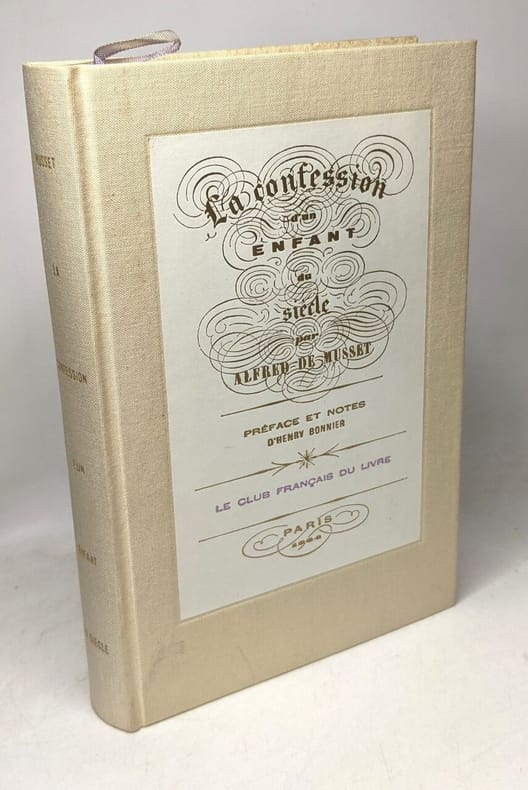 La confession
d'un
ENFANT
du
siècle
par
ALFRED DE MUSSET
PRÉFACE ET NOTES
D'HENRY BONNIER
LE CLUB FRANÇAIS DU LIVRE
PARIS
MUSSET
LA
CONFESSION
D'UN
ENFANT
DU SIÈCLE